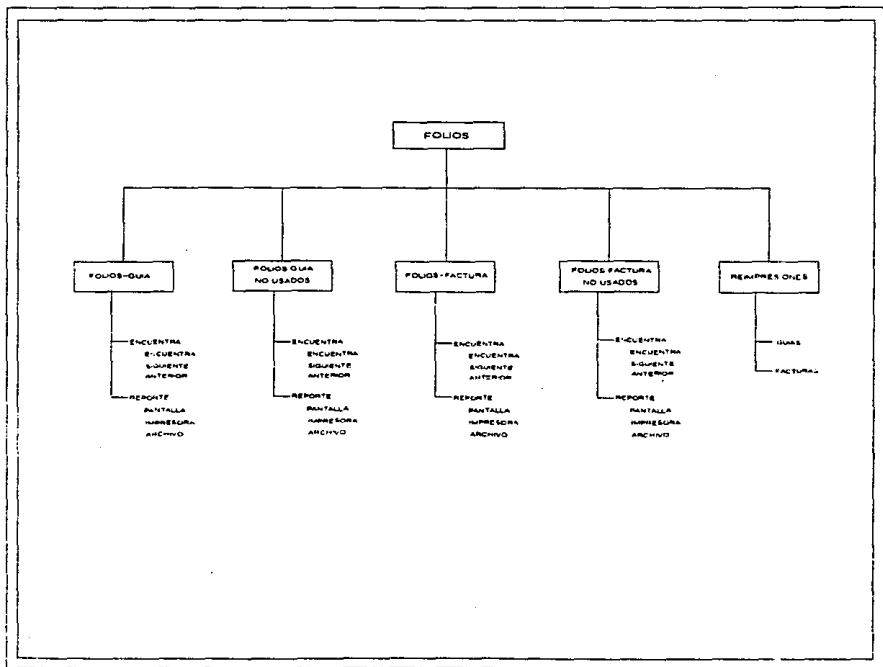 FOLIOS
FOLIOS-GUIA
FOLIOS GUIA
NO USADOS
FOLIOS-FACTURA
FOLIOS FACTURA
NO USADOS
REIMPRESIONES
ENCUENTRA
ENCUENTRA
SIGUIENTE
ANTERIOR
REPORTE
PANTALLA
IMPRESORA
ARCHIVO
ENCUENTRA
ENCUENTRA
SIGUIENTE
ANTERIOR
REPORTE
PANTALLA
IMPRESORA
ARCHIVO
ENCUENTRA
ENCUENTRA
SIGUIENTE
ANTERIOR
REPORTE
PANTALLA
IMPRESORA
ARCHIVO
ENCUENTRA
ENCUENTRA
SIGUIENTE
ANTERIOR
REPORTE
PANTALLA
IMPRESORA
ARCHIVO
GUIAS
FACTURAS